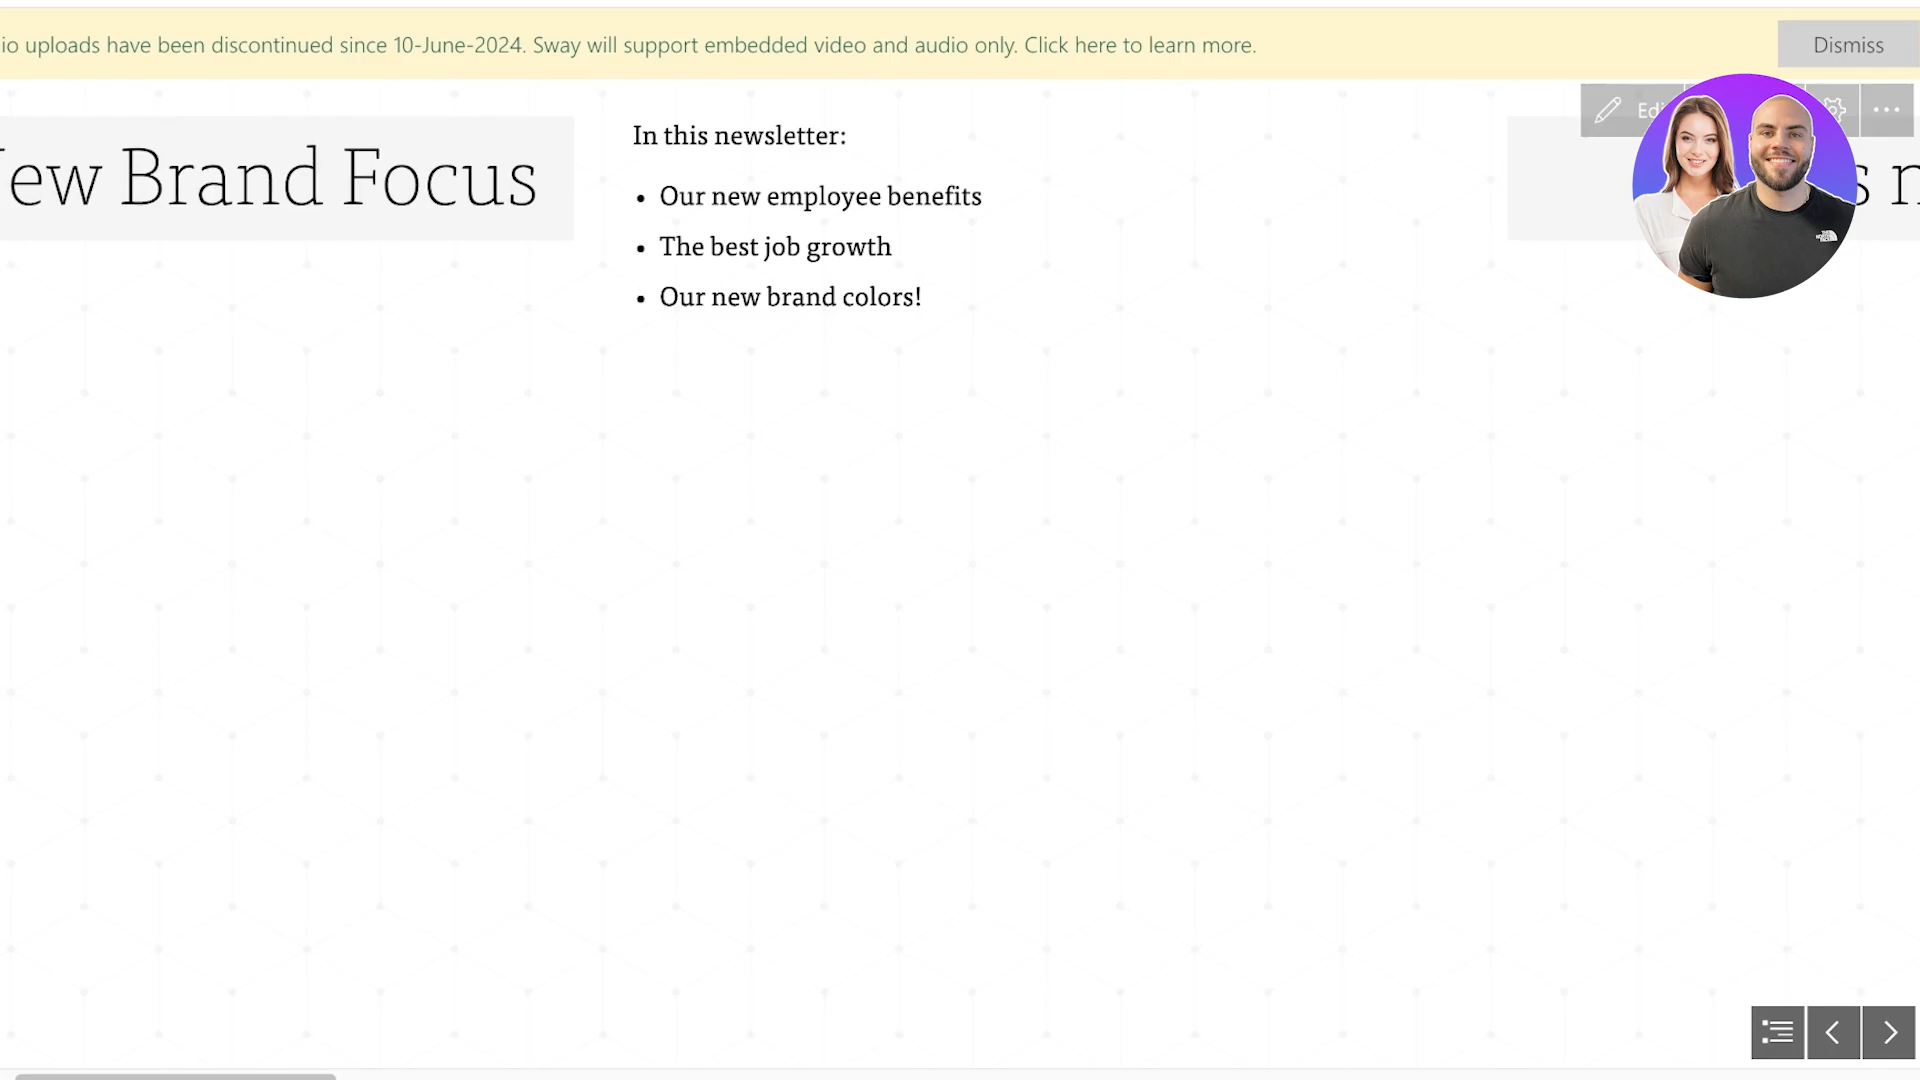 io uploads have been discontinued since 10-June-2024. Sway will support embedded video and audio only. Click here to learn more.
Dismiss
ew Brand Focus
In this newsletter:
• Our new employee benefits
• The best job growth
• Our new brand colors!
Edi
s n